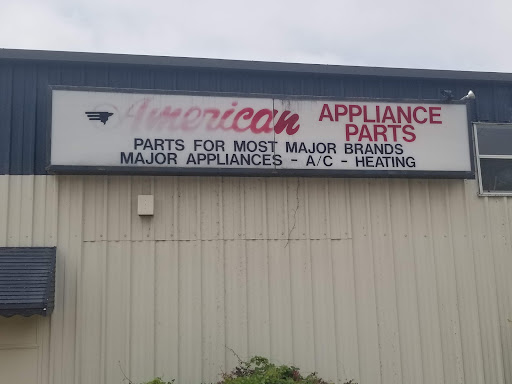 American APPLIANCE
PARTS
PARTS FOR MOST MAJOR BRANDS
MAJOR APPLIANCES - A/C - HEATING